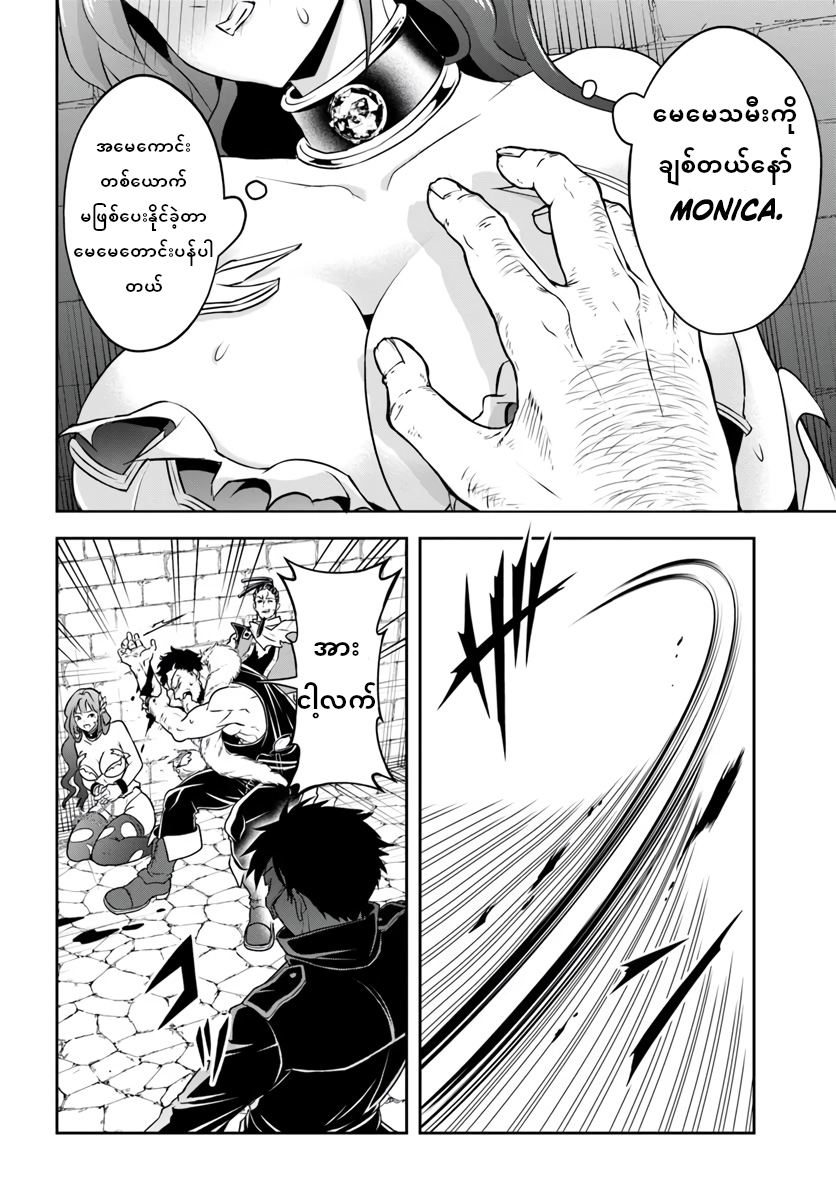 မေမေသမီးကို
ချစ်တယ်နော်
MONICA.
အမေကောင်း
တစ်ယောက်
မဖြစ်ပေးနိုင်ခဲ့တာ
မေမေတောင်းပန်ပါ
တယ်
အား
ငါ့လက်